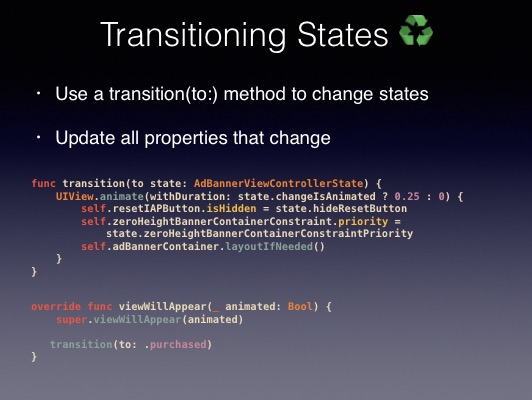 Transitioning States ♻
• Use a transition(to:) method to change states
• Update all properties that change
func transition(to state: AdBannerViewControllerState) {
    UIView.animate(withDuration: state.changeIsAnimated ? 0.25 : 0) {
        self.resetIAPButton.isHidden = state.hideResetButton
        self.zeroHeightBannerContainerConstraint.priority =
            state.zeroHeightBannerContainerConstraintPriority
        self.adBannerContainer.layoutIfNeeded()
    }
}
override func viewWillAppear(_ animated: Bool) {
    super.viewWillAppear(animated)
   transition(to: .purchased)
}